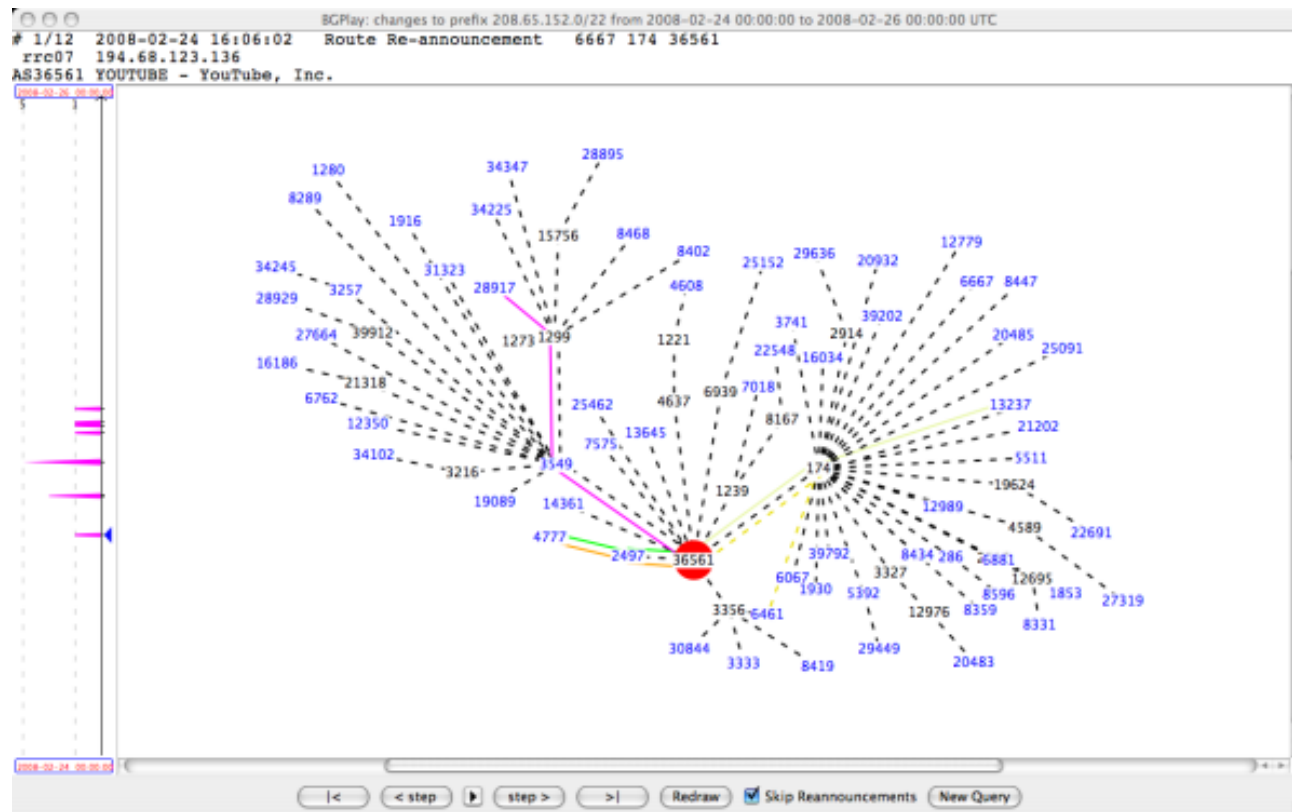 BGPlay: changes to prefix 208.65.152.0/22 from 2008-02-24 00:00:00 to 2008-02-26 00:00:00 UTC
# 1/12 2008-02-24 16:06:02 Route Re-announcement 6667 174 36561
rrc07 194.68.123.136
AS36561 YOUTUBE - YouTube, Inc.
2008-02-26 00:00:00
5 1
28895
1280 34347
8289
1916 34225
15756 8468
8402
12779
29636 20932
25152
34245 31323
28917 4608 6667 8447
3257
28929
3741 39202
27664 39912 1273 1299 1221 2914 20485
22548 16034 25091
16186
21318 6939 7018
6762 25462 4637 8167 13237
12350 13645 21202
7575
34102 3216 3549 174 5511
19624
19089 14361 1239 12989
4589 22691
4777 2497 36561 39792 8434 286 6881
6067 1930 3327 12695
5392 8596 1853 27319
3356 6461 12976 8359
8331
30844 3333 8419 29449 20483
2008-02-24 00:00:00
|< < step step > >| Redraw Skip Reannouncements New Query